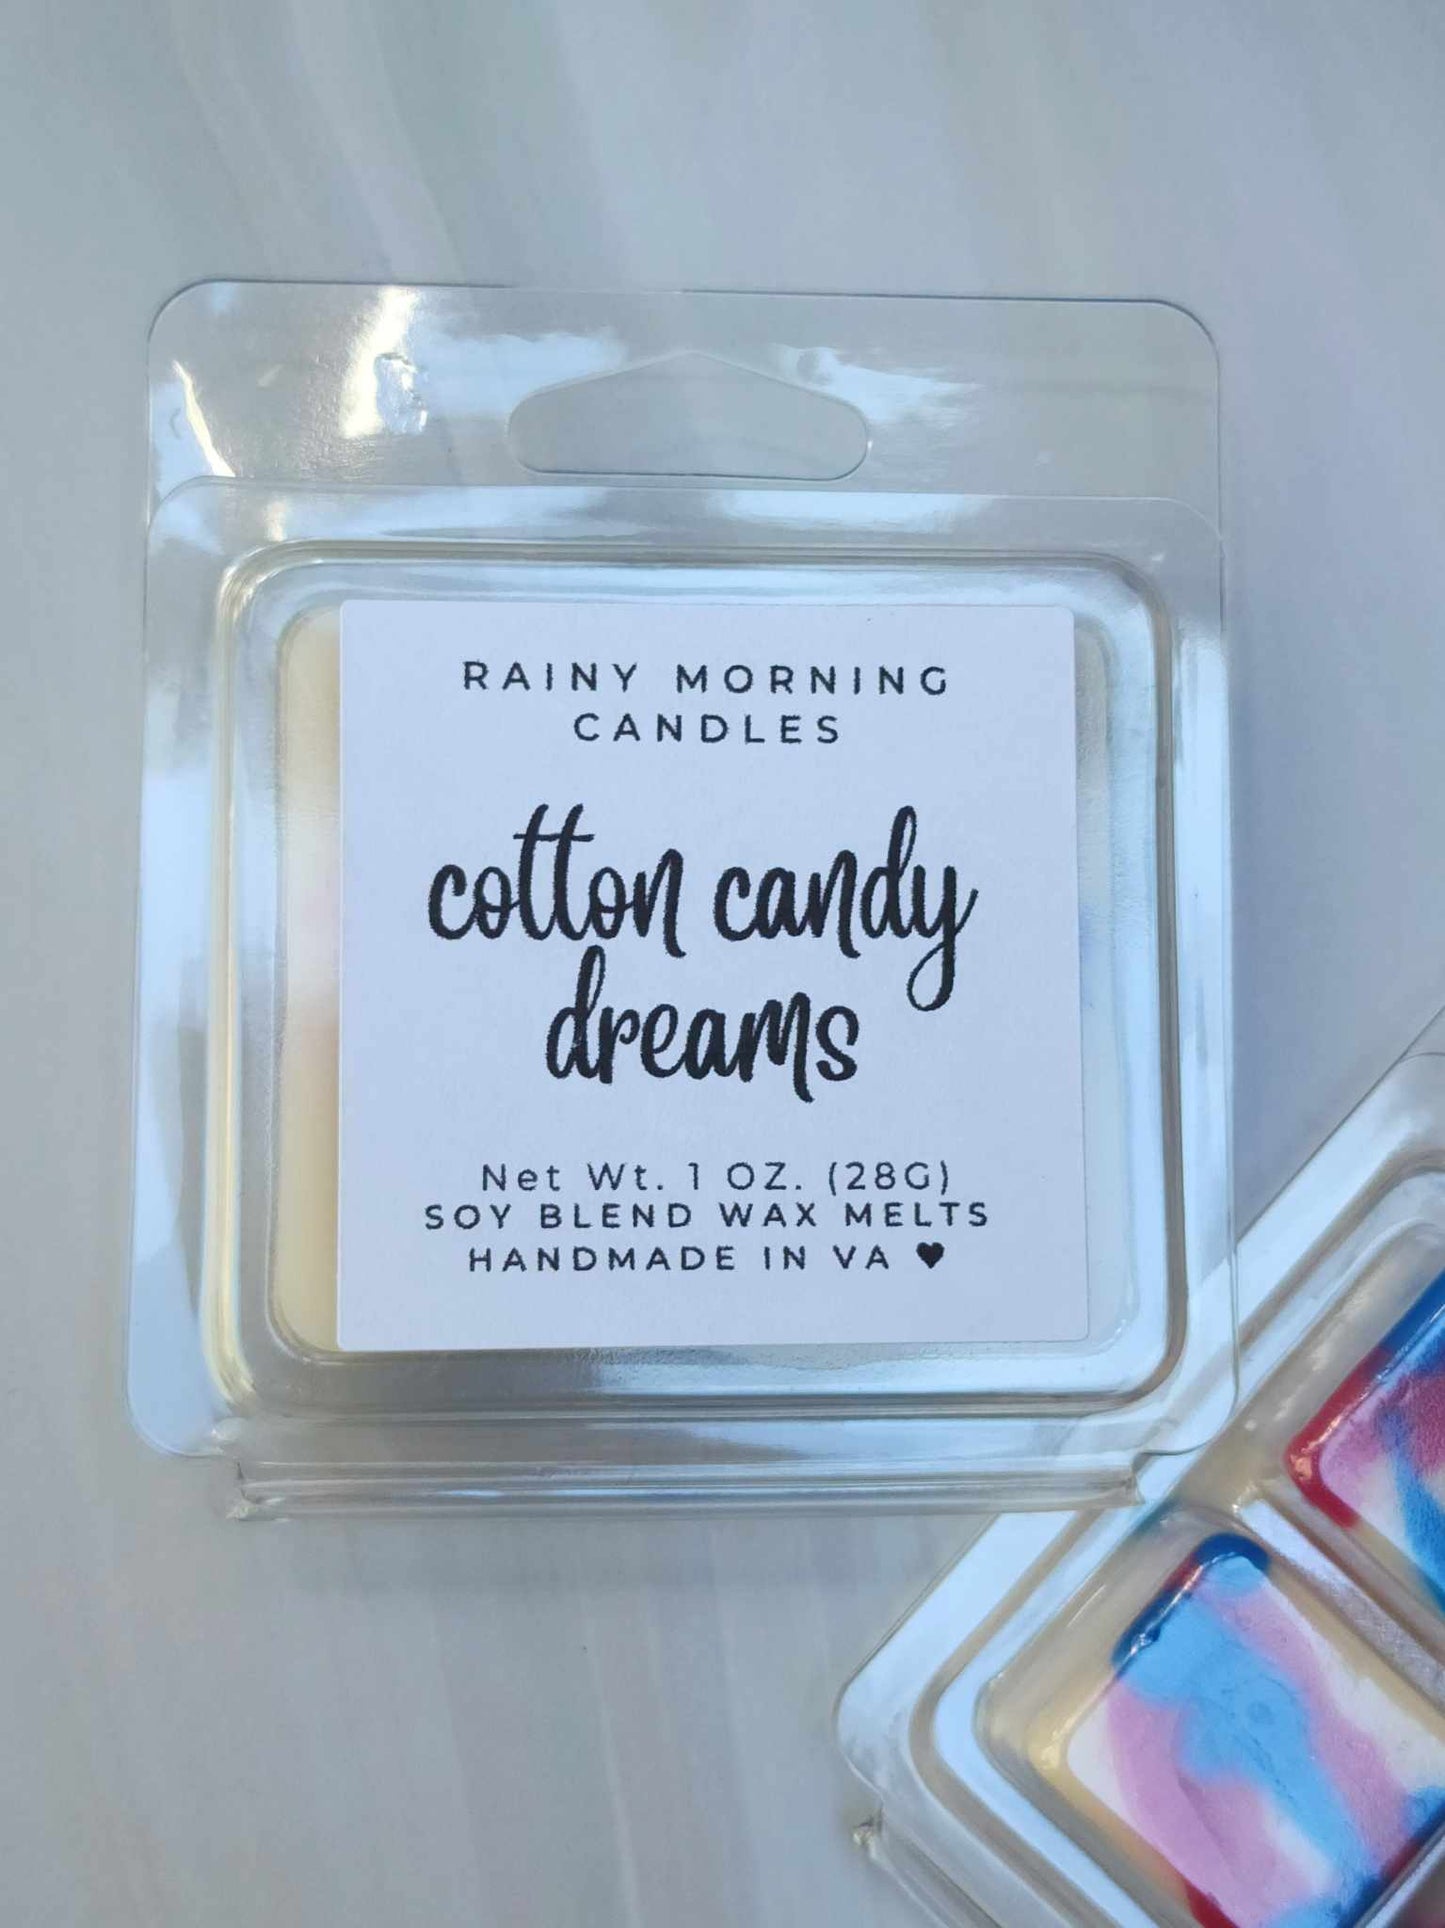 RAINY MORNING
CANDLES
cotton candy
dreams
Net Wt. 1 OZ. (28G)
SOY BLEND WAX MELTS
HANDMADE IN VA ♥